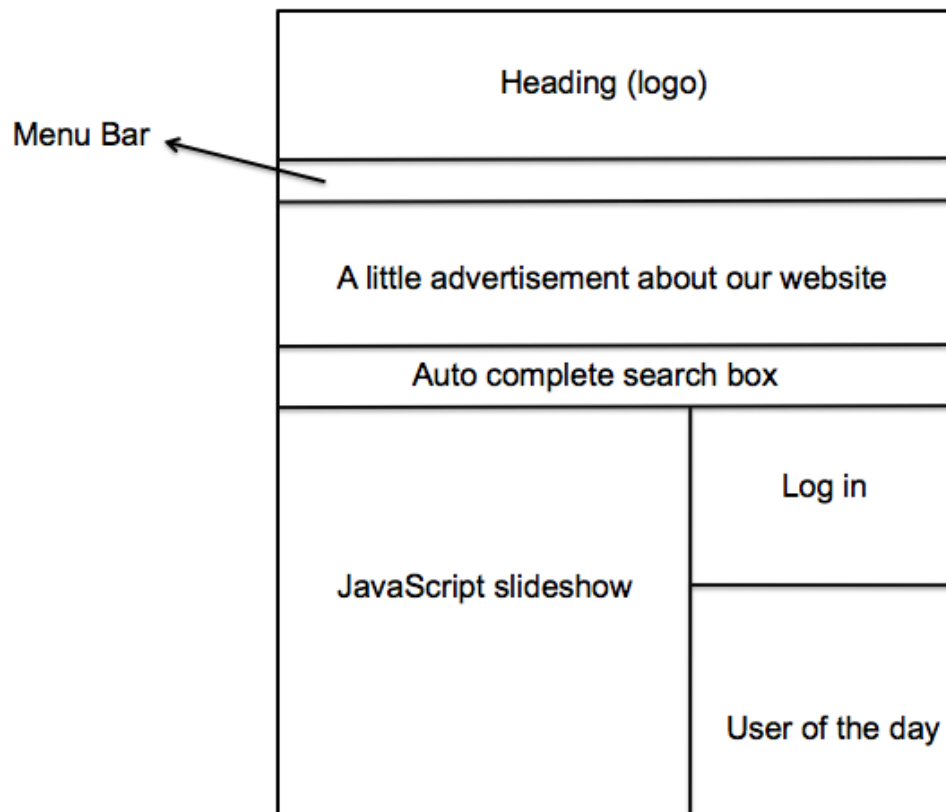 Heading (logo)
Menu Bar
A little advertisement about our website
Auto complete search box
Log in
JavaScript slideshow
User of the day